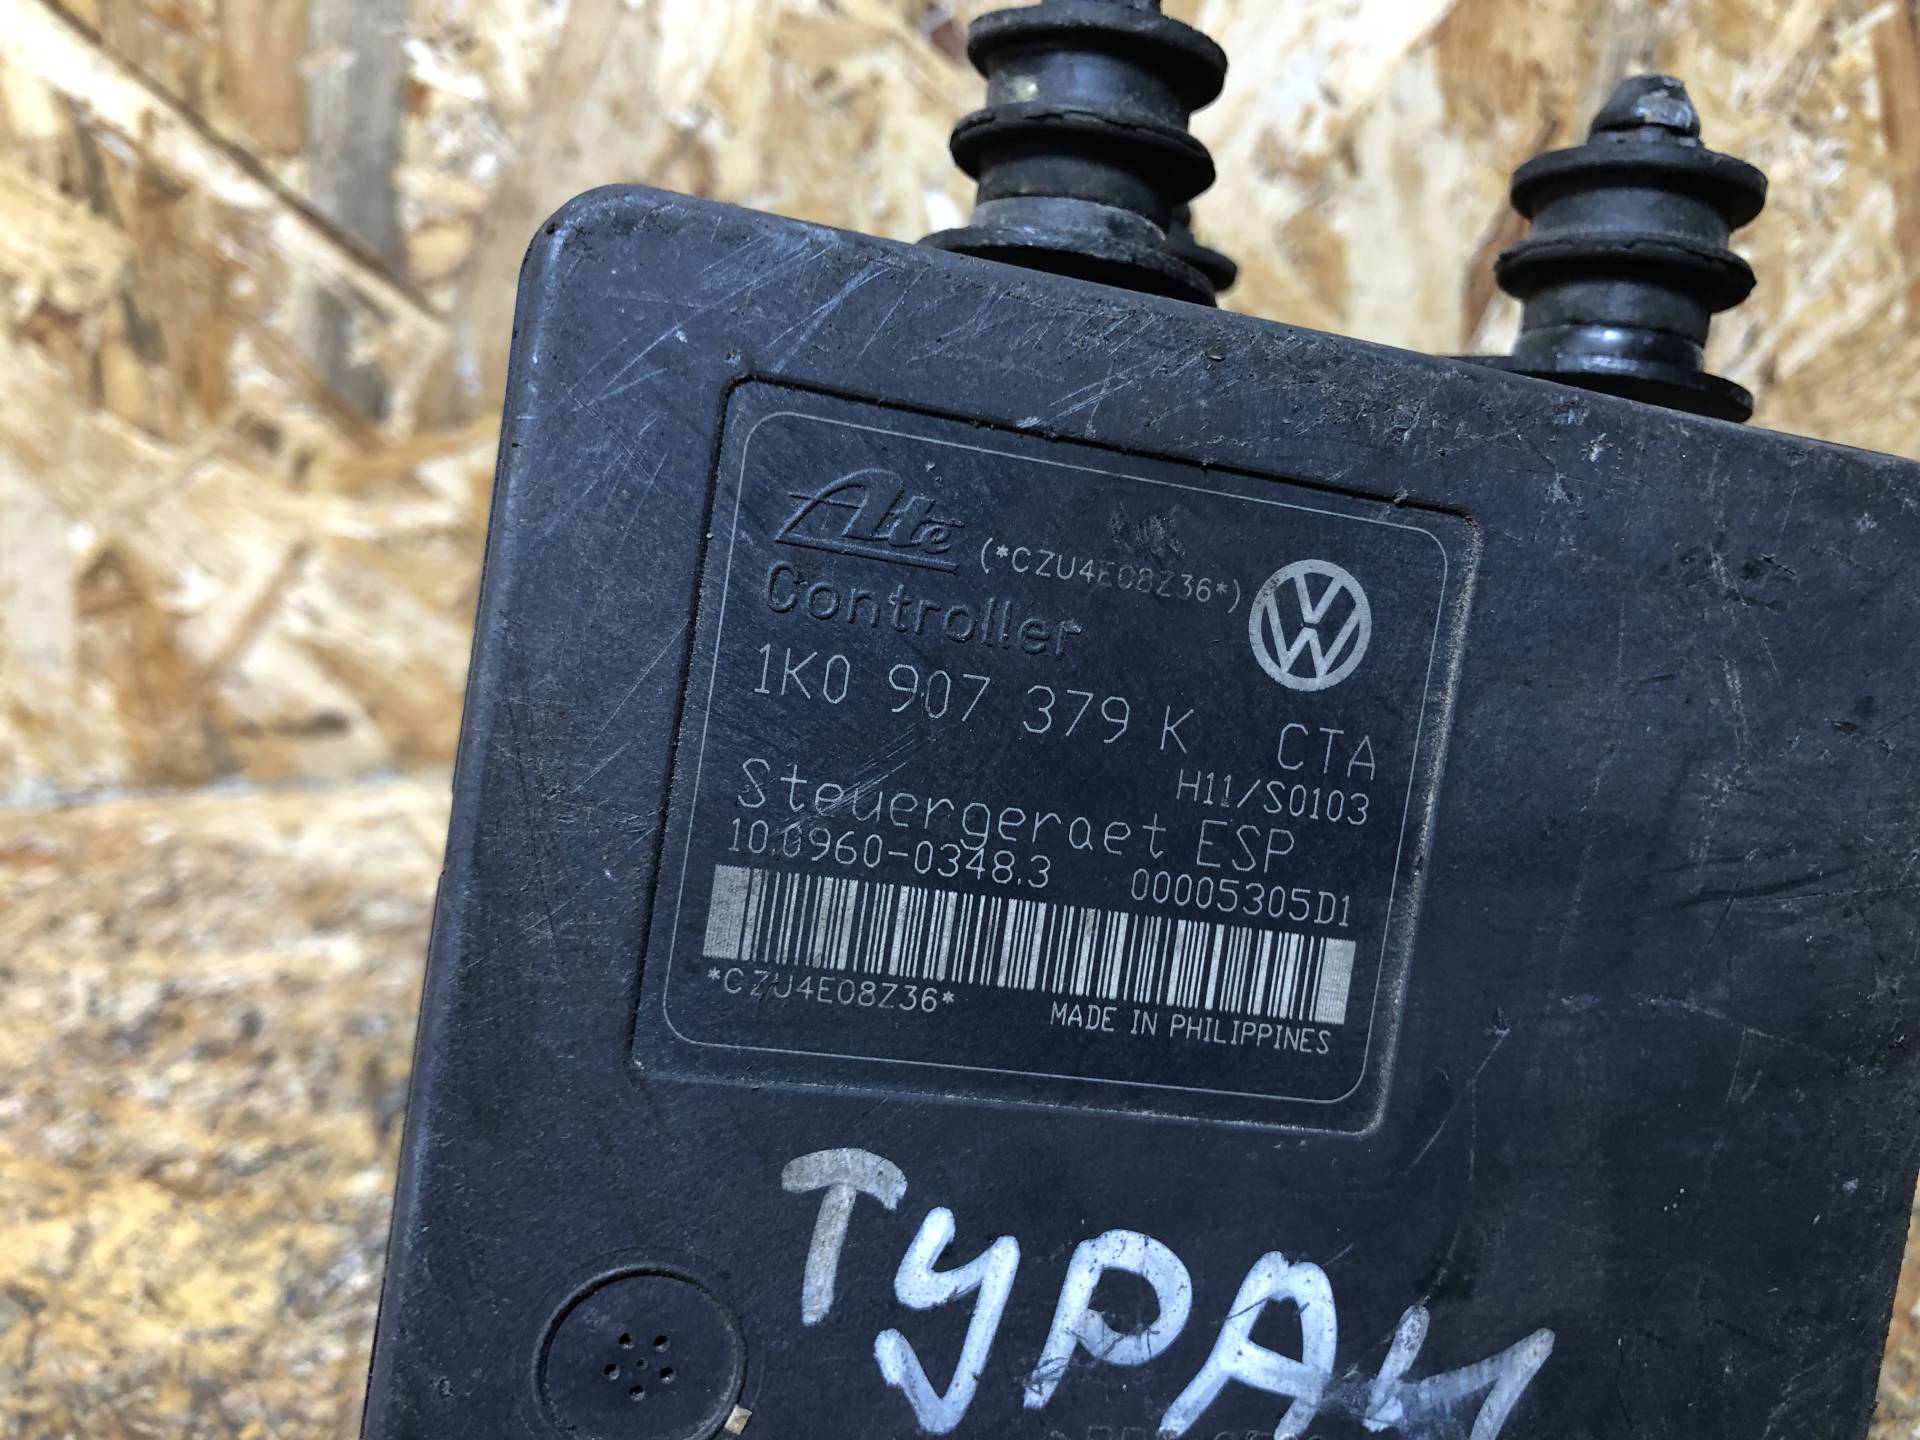 Ate (*CZU4E08Z36*)
Controller
1K0 907 379 K CTA
H11/S0103
Steuergeraet ESP
10.0960-0348.3 00005305D1
*CZU4E08Z36* MADE IN PHILIPPINES
ТУРАН